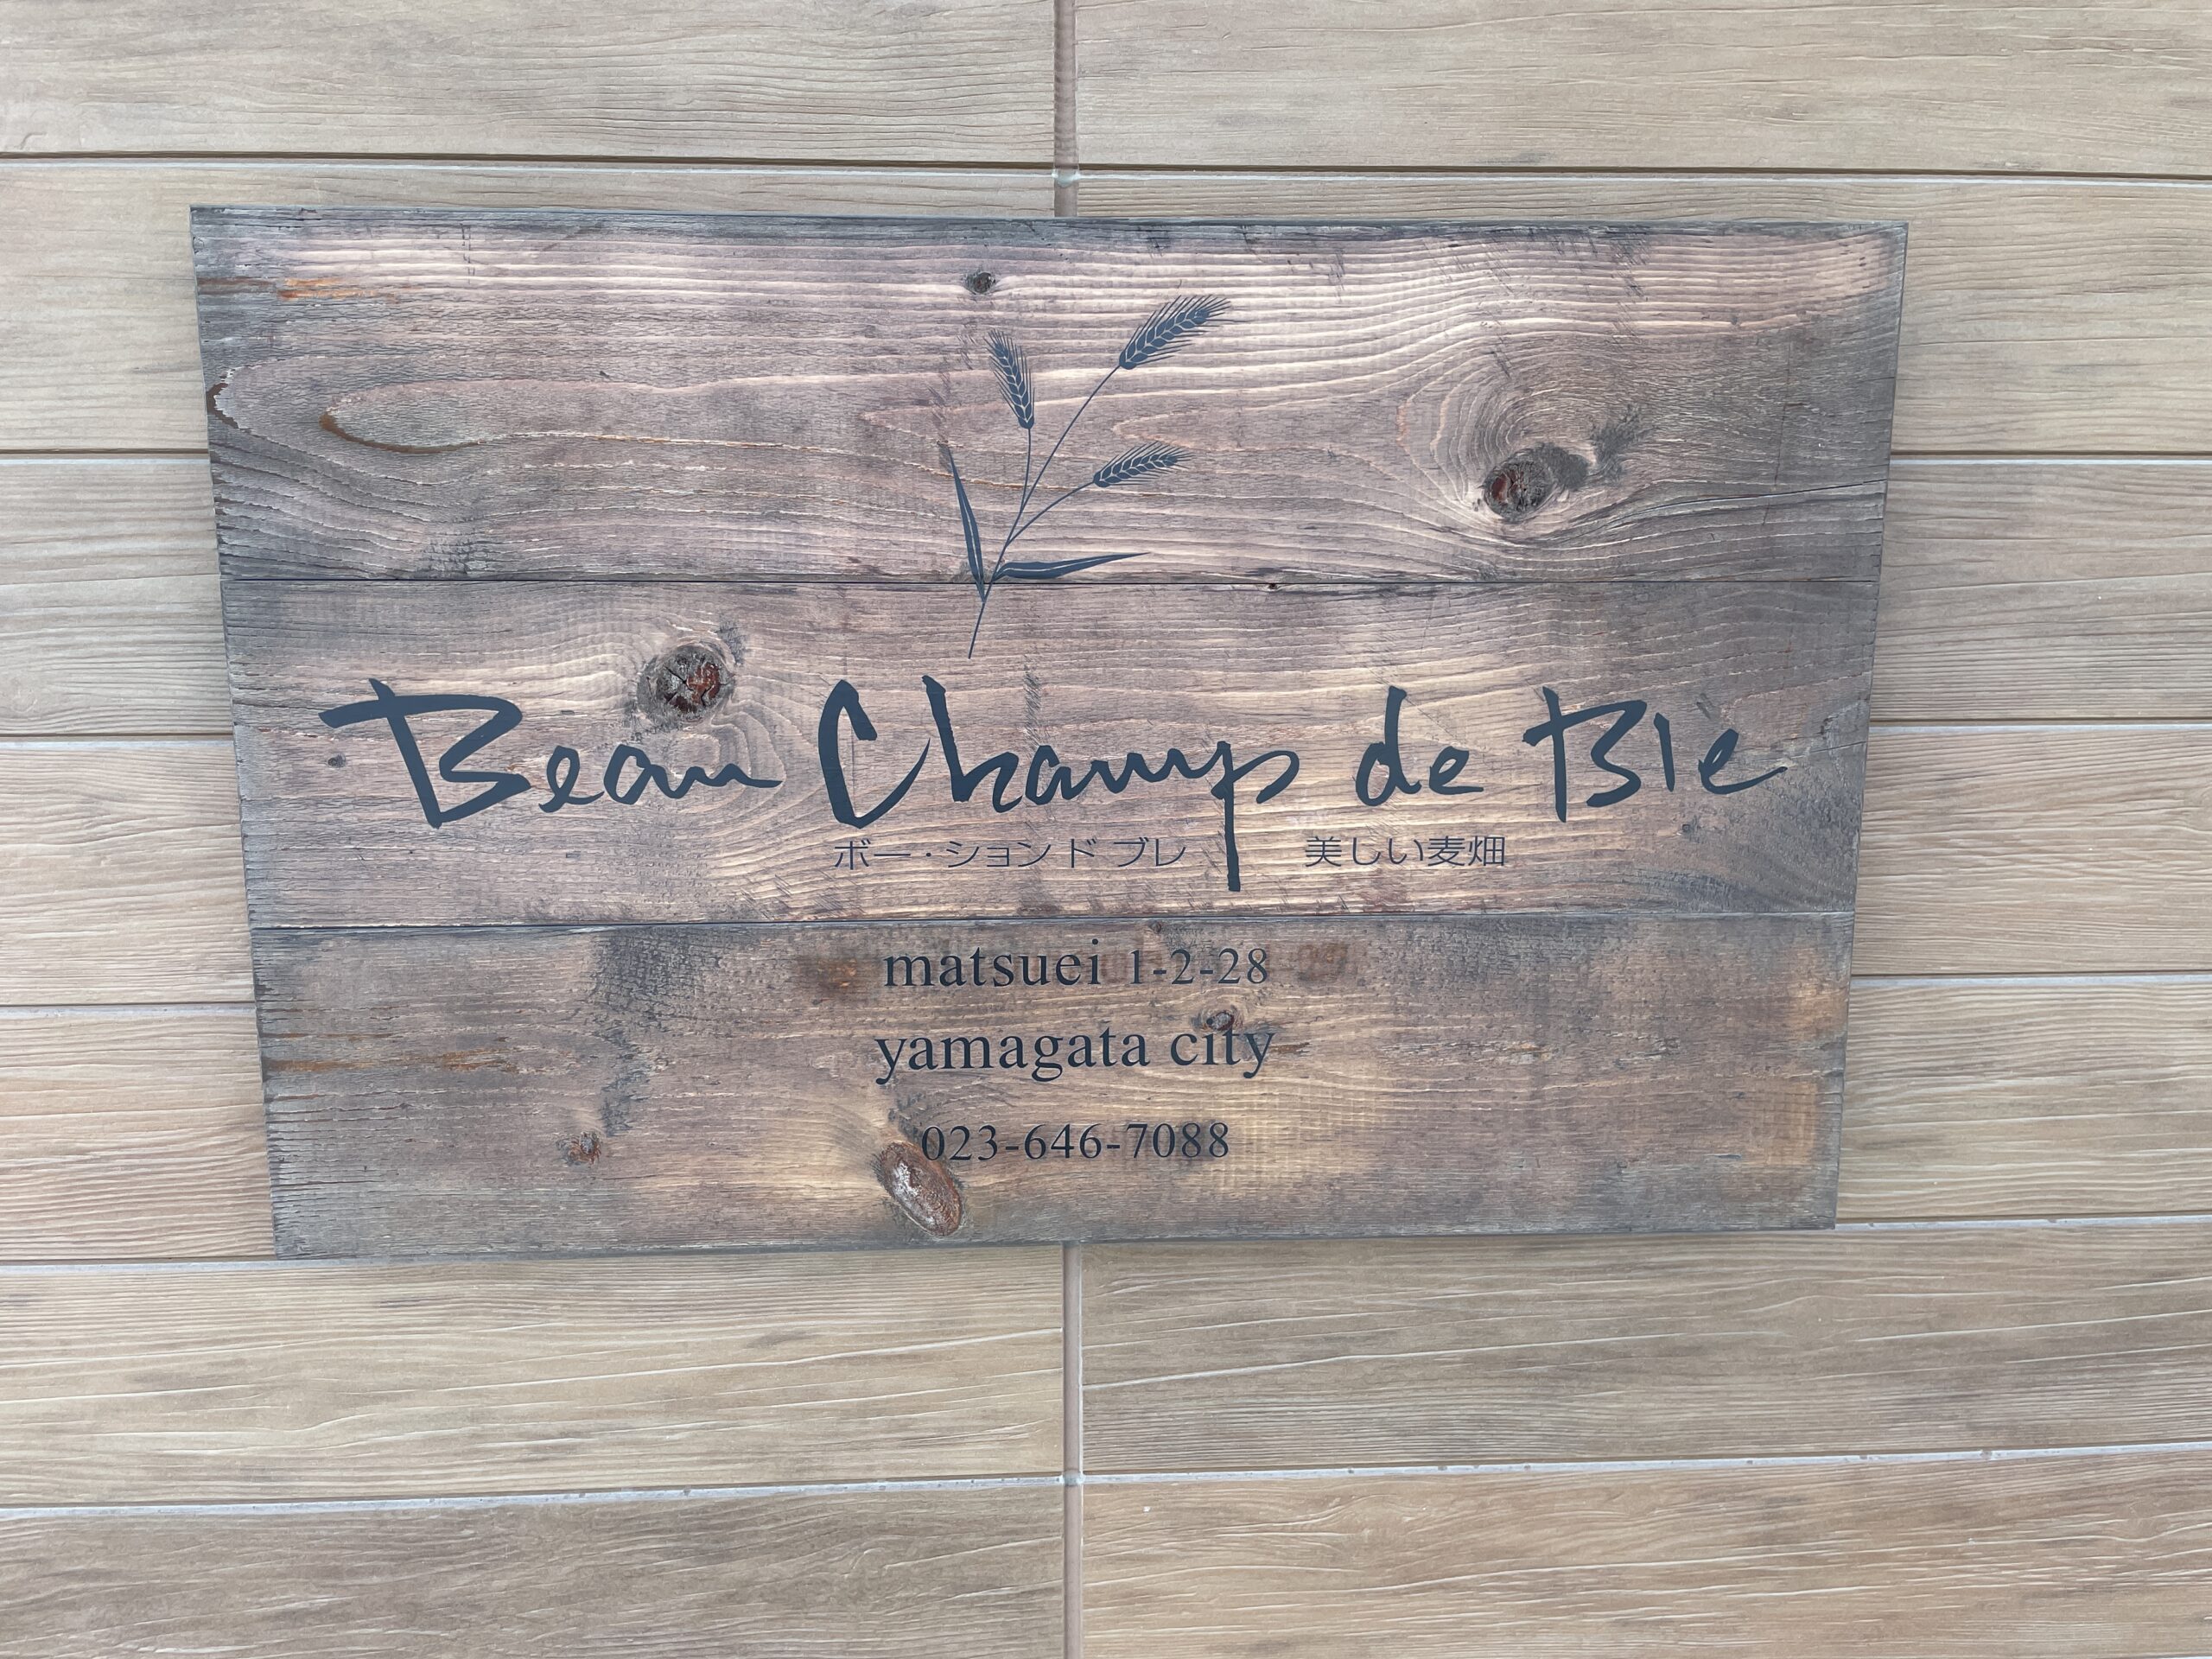 Beau Champ de Blè
ボー・ションド ブレ 美しい麦畑
matsuei 1-2-28
yamagata city
023-646-7088